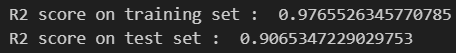 R2 score on training set :  0.9765526345770785
R2 score on test set :  0.9065347229029753